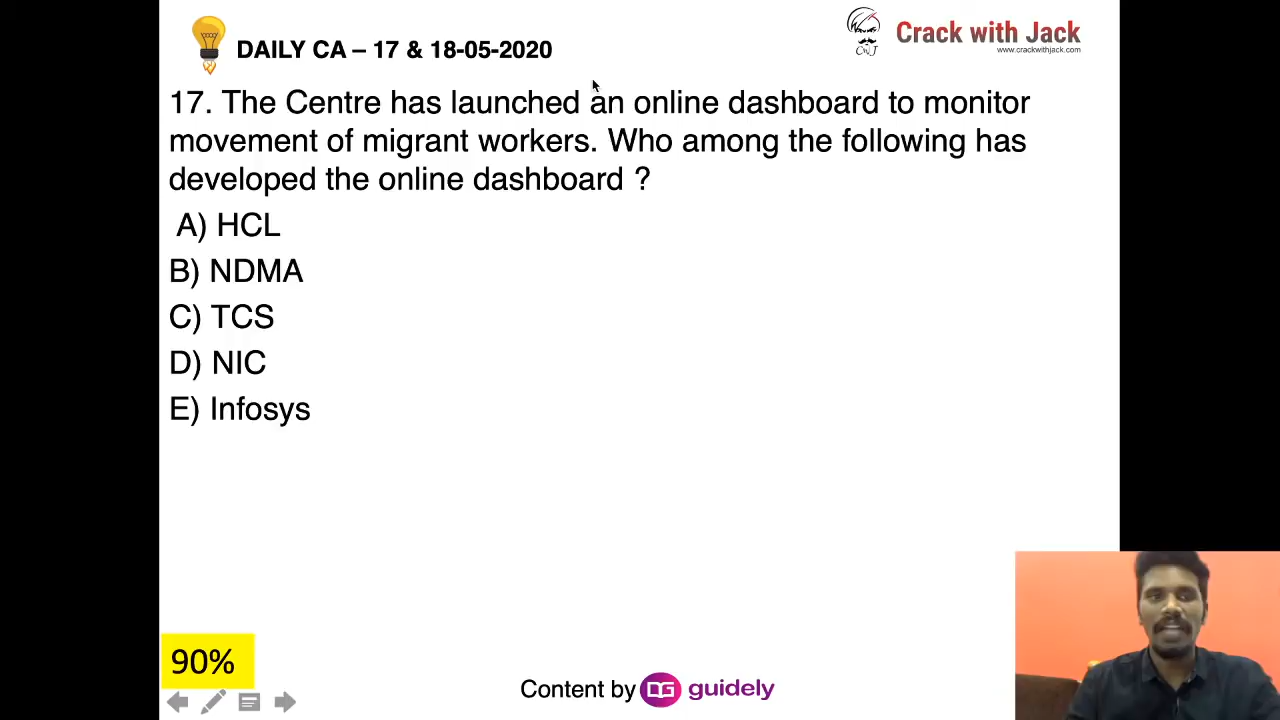 DAILY CA – 17 & 18-05-2020
Crack with Jack
www.crackwithjack.com
CwJ
17. The Centre has launched an online dashboard to monitor
movement of migrant workers. Who among the following has
developed the online dashboard ?
A) HCL
B) NDMA
C) TCS
D) NIC
E) Infosys
90%
Content by DG guidely